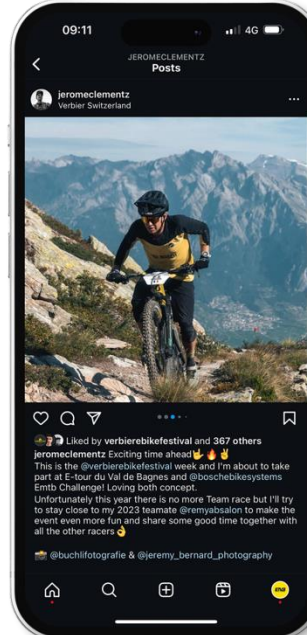 09:11
4G
JEROMECLEMENTZ
Posts
jeromeclementz
Verbier Switzerland
Liked by verbierebikefestival and 367 others
jeromeclementz Exciting time ahead🤟🔥✌️
This is the @verbierebikefestival week and I'm about to take
part at E-tour du Val de Bagnes and @boschebikesystems
Emtb Challenge! Loving both concept.
Unfortunately this year there is no more Team race but I'll try
to stay close to my 2023 teamate @remyabsalon to make the
event even more fun and share some good time together with
all the other racers👌
📸 @buchlifotografie & @jeremy_bernard_photography